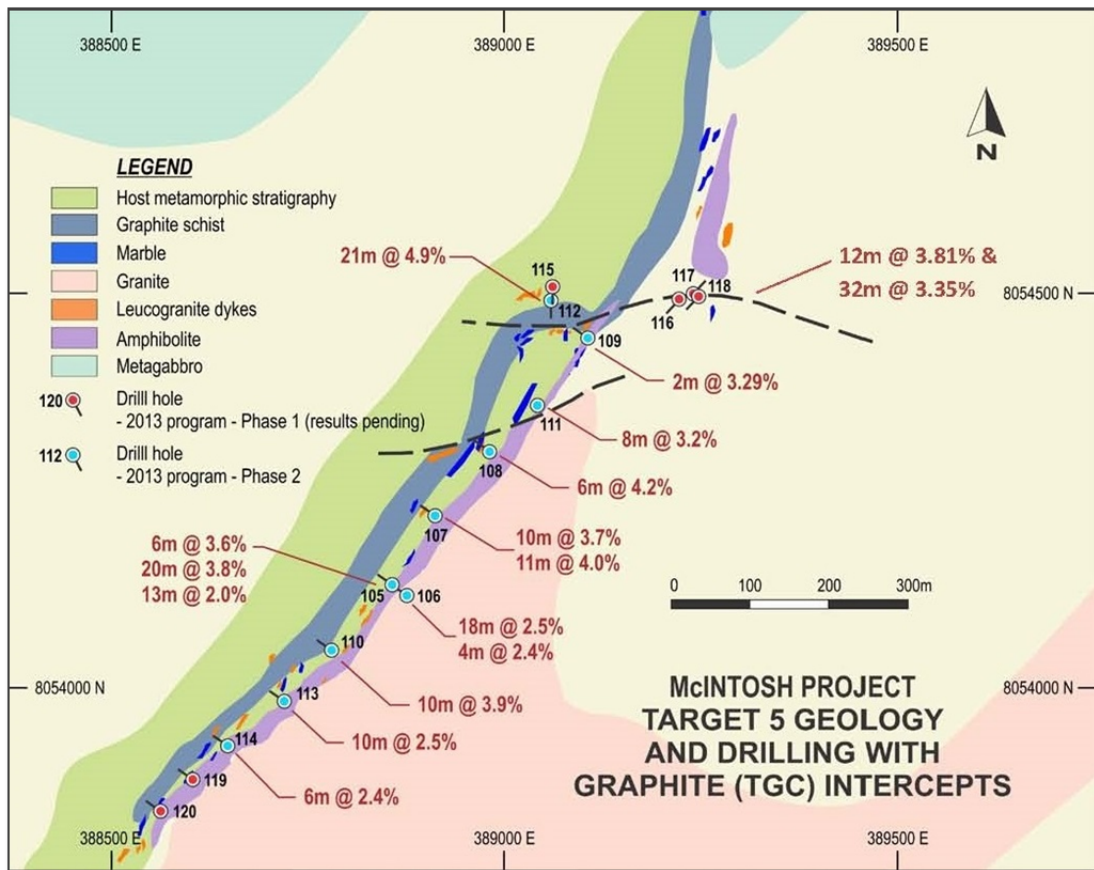 388500 E
389000 E
389500 E
LEGEND
Host metamorphic stratigraphy
Graphite schist
Marble
Granite
Leucogranite dykes
Amphibolite
Metagabbro
120
Drilll hole
- 2013 program - Phase 1 (results pending)
112
Drill hole
- 2013 program - Phase 2
N
21m @ 4.9%
115
112
117
118
116
12m @ 3.81% &
32m @ 3.35%
8054500 N
109
2m @ 3.29%
111
8m @ 3.2%
108
6m @ 4.2%
107
10m @ 3.7%
11m @ 4.0%
6m @ 3.6%
20m @ 3.8%
13m @ 2.0%
105
106
18m @ 2.5%
4m @ 2.4%
0 100 200 300m
110
10m @ 3.9%
8054000 N
8054000 N
113
10m @ 2.5%
114
6m @ 2.4%
119
120
McINTOSH PROJECT
TARGET 5 GEOLOGY
AND DRILLING WITH
GRAPHITE (TGC) INTERCEPTS
388500 E
389000 E
389500 E